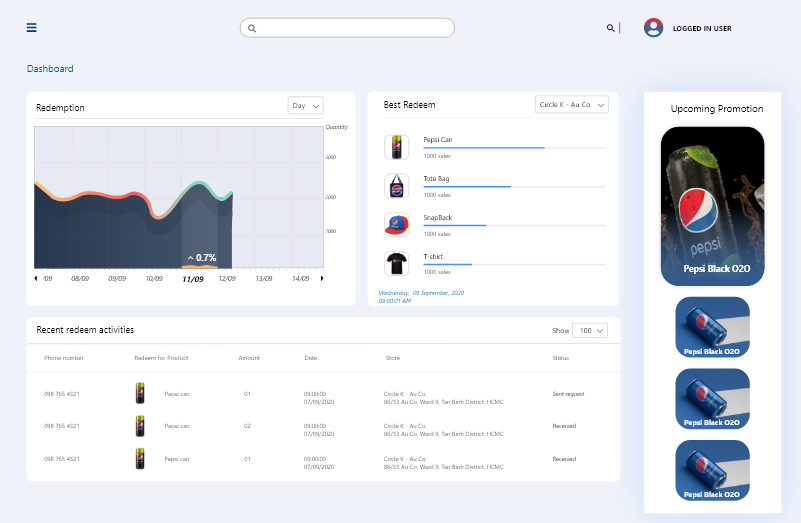 LOGGED IN USER
Dashboard
Redemption
Day
Quantity
3000
2000
1000
0.7%
/09
08/09
09/09
10/09
11/09
12/09
13/09
14/09
Best Redeem
Circle K - Au Co
Pepsi Can
1000 sales
Tote Bag
1000 sales
SnapBack
1000 sales
T-shirt
1000 sales
Wednesday, 09 September, 2020
09:00:01 AM
Upcoming Promotion
pepsi
Pepsi Black O2O
Pepsi Black O2O
Pepsi Black O2O
Pepsi Black O2O
Recent redeem activities
Show 100
Phone number Redeem for Product Amount Date Store Status
098 765 4321 Pepsi can 01 09:00:00 Circle K - Au Co Sent request
07/09/2020 86/33 Au Co, Ward 9, Tan Binh District, HCMC
098 765 4321 Pepsi can 02 09:00:00 Circle K - Au Co Received
07/09/2020 86/33 Au Co, Ward 9, Tan Binh District, HCMC
098 765 4321 Pepsi can 01 09:00:00 Circle K - Au Co Received
07/09/2020 86/33 Au Co, Ward 9, Tan Binh District, HCMC